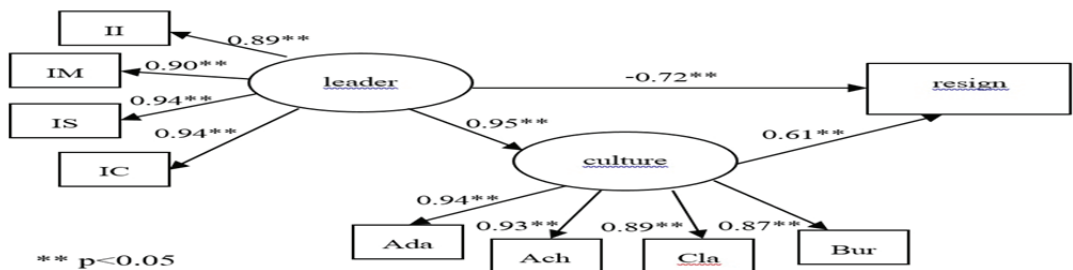 II
0.89**
IM
0.90**
leader
-0.72**
resign
IS
0.94**
0.94**
IC
0.95**
culture
0.61**
0.94**
0.93**
0.89**
0.87**
Ada
Ach
Cla
Bur
** p<0.05